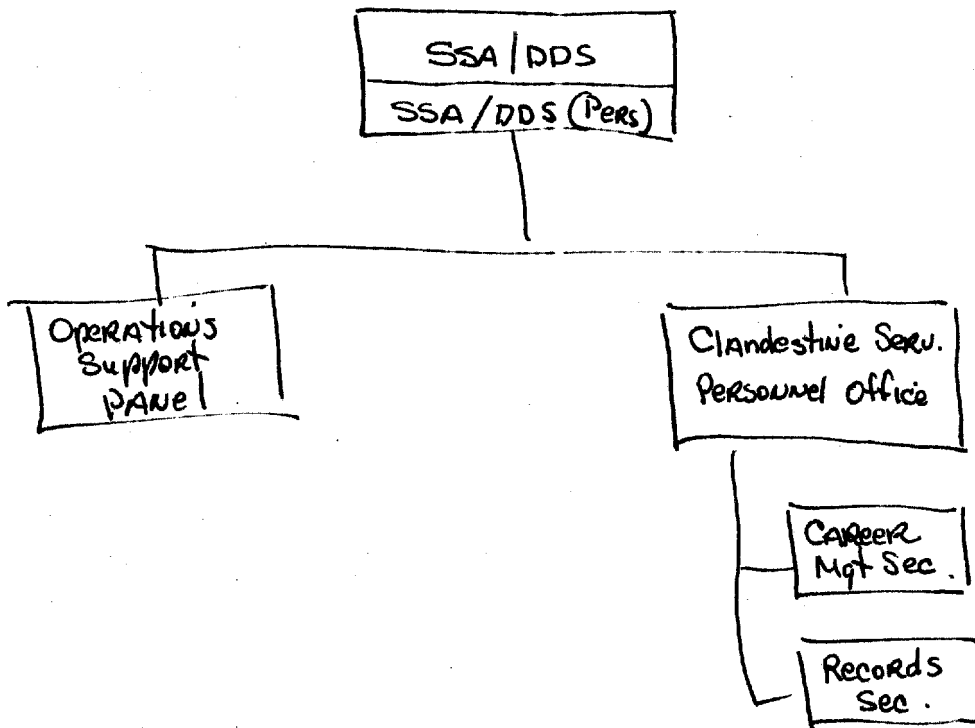 SSA/DDS
SSA/DDS (PERS)
OPERATIONS
Support
PANEl
ClANdestiNe Serv.
PERSONNel Office
CAREER
Mgt Sec.
Records
Sec.